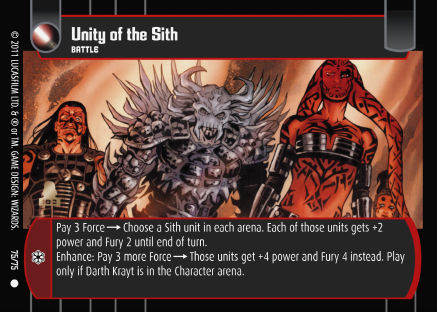 Unity of the Sith
BATTLE
© 2011 LUCASFILM LTD. & ® or TM. GAME DESIGN: WIZARDS.
75/75
Pay 3 Force → Choose a Sith unit in each arena. Each of those units gets +2
power and Fury 2 until end of turn.
Enhance: Pay 3 more Force → Those units get +4 power and Fury 4 instead. Play
only if Darth Krayt is in the Character arena.